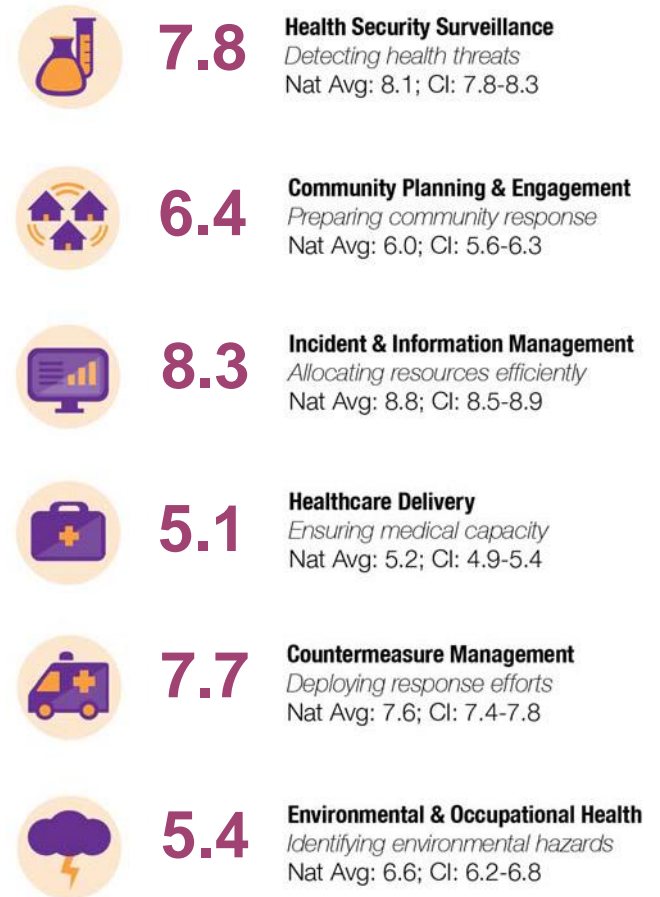 7.8
Health Security Surveillance
Detecting health threats
Nat Avg: 8.1; CI: 7.8-8.3
6.4
Community Planning & Engagement
Preparing community response
Nat Avg: 6.0; CI: 5.6-6.3
8.3
Incident & Information Management
Allocating resources efficiently
Nat Avg: 8.8; CI: 8.5-8.9
5.1
Healthcare Delivery
Ensuring medical capacity
Nat Avg: 5.2; CI: 4.9-5.4
7.7
Countermeasure Management
Deploying response efforts
Nat Avg: 7.6; CI: 7.4-7.8
5.4
Environmental & Occupational Health
Identifying environmental hazards
Nat Avg: 6.6; CI: 6.2-6.8